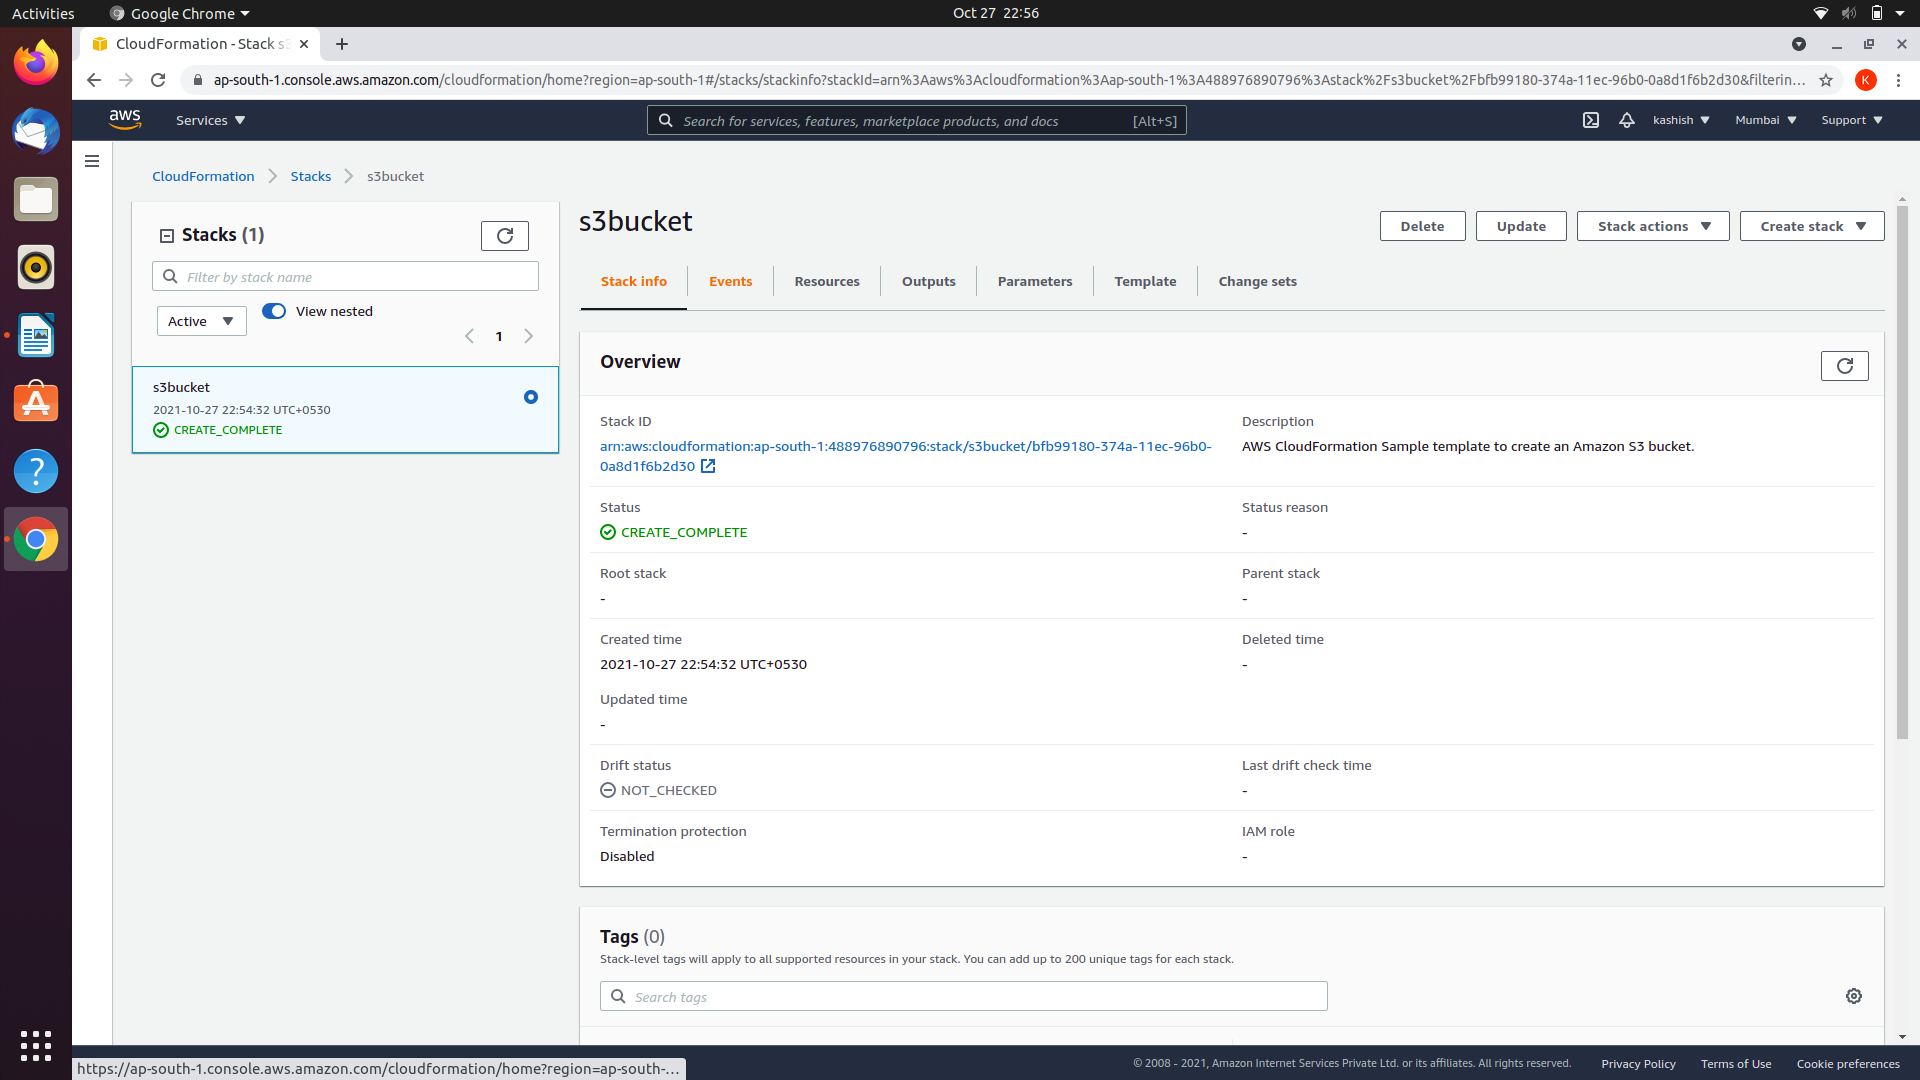 Activities
Google Chrome
Oct 27 22:56
CloudFormation - Stack s3
ap-south-1.console.aws.amazon.com/cloudformation/home?region=ap-south-1#/stacks/stackinfo?stackId=arn%3Aaws%3Acloudformation%3Aap-south-1%3A488976890796%3Astack%2Fs3bucket%2Fbfb99180-374a-11ec-96b0-0a8d1f6b2d30&filterin...
K
aws
Services
Search for services, features, marketplace products, and docs
[Alt+S]
kashish
Mumbai
Support
CloudFormation
Stacks
s3bucket
Stacks (1)
Filter by stack name
Active
View nested
1
s3bucket
2021-10-27 22:54:32 UTC+0530
CREATE_COMPLETE
s3bucket
Delete
Update
Stack actions
Create stack
Stack info
Events
Resources
Outputs
Parameters
Template
Change sets
Overview
Stack ID
arn:aws:cloudformation:ap-south-1:488976890796:stack/s3bucket/bfb99180-374a-11ec-96b0-
0a8d1f6b2d30
Description
AWS CloudFormation Sample template to create an Amazon S3 bucket.
Status
CREATE_COMPLETE
Status reason
-
Root stack
-
Parent stack
-
Created time
2021-10-27 22:54:32 UTC+0530
Deleted time
-
Updated time
-
Drift status
NOT_CHECKED
Last drift check time
-
Termination protection
Disabled
IAM role
-
Tags (0)
Stack-level tags will apply to all supported resources in your stack. You can add up to 200 unique tags for each stack.
Search tags
https://ap-south-1.console.aws.amazon.com/cloudformation/home?region=ap-south-...
© 2008 - 2021, Amazon Internet Services Private Ltd. or its affiliates. All rights reserved.
Privacy Policy
Terms of Use
Cookie preferences